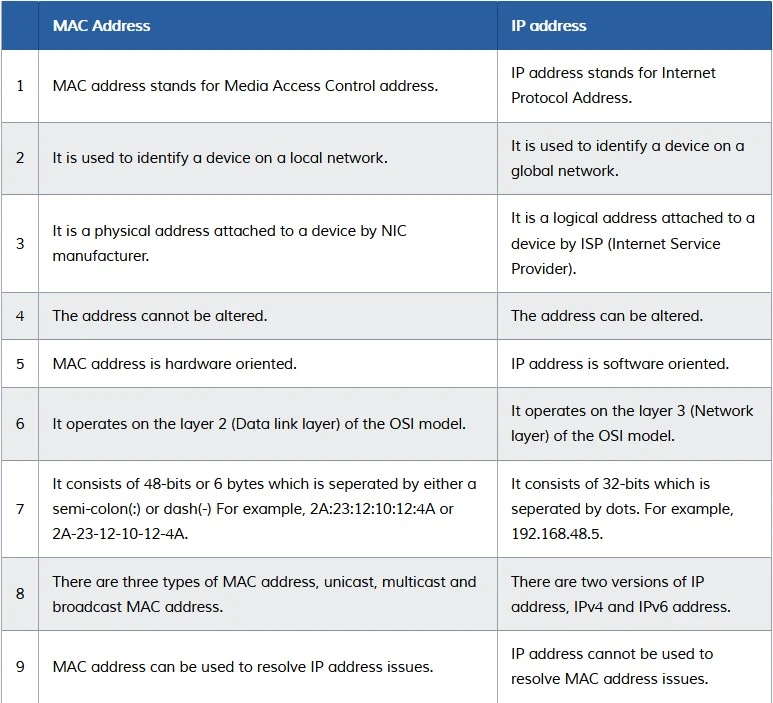 MAC Address IP address
1 MAC address stands for Media Access Control address. IP address stands for Internet
Protocol Address.
2 It is used to identify a device on a local network. It is used to identify a device on a
global network.
3 It is a physical address attached to a device by NIC
manufacturer. It is a logical address attached to a
device by ISP (Internet Service
Provider).
4 The address cannot be altered. The address can be altered.
5 MAC address is hardware oriented. IP address is software oriented.
6 It operates on the layer 2 (Data link layer) of the OSI model. It operates on the layer 3 (Network
layer) of the OSI model.
7 It consists of 48-bits or 6 bytes which is seperated by either a
semi-colon(:) or dash(-) For example, 2A:23:12:10:12:4A or
2A-23-12-10-12-4A. It consists of 32-bits which is
seperated by dots. For example,
192.168.48.5.
8 There are three types of MAC address, unicast, multicast and
broadcast MAC address. There are two versions of IP
address, IPv4 and IPv6 address.
9 MAC address can be used to resolve IP address issues. IP address cannot be used to
resolve MAC address issues.